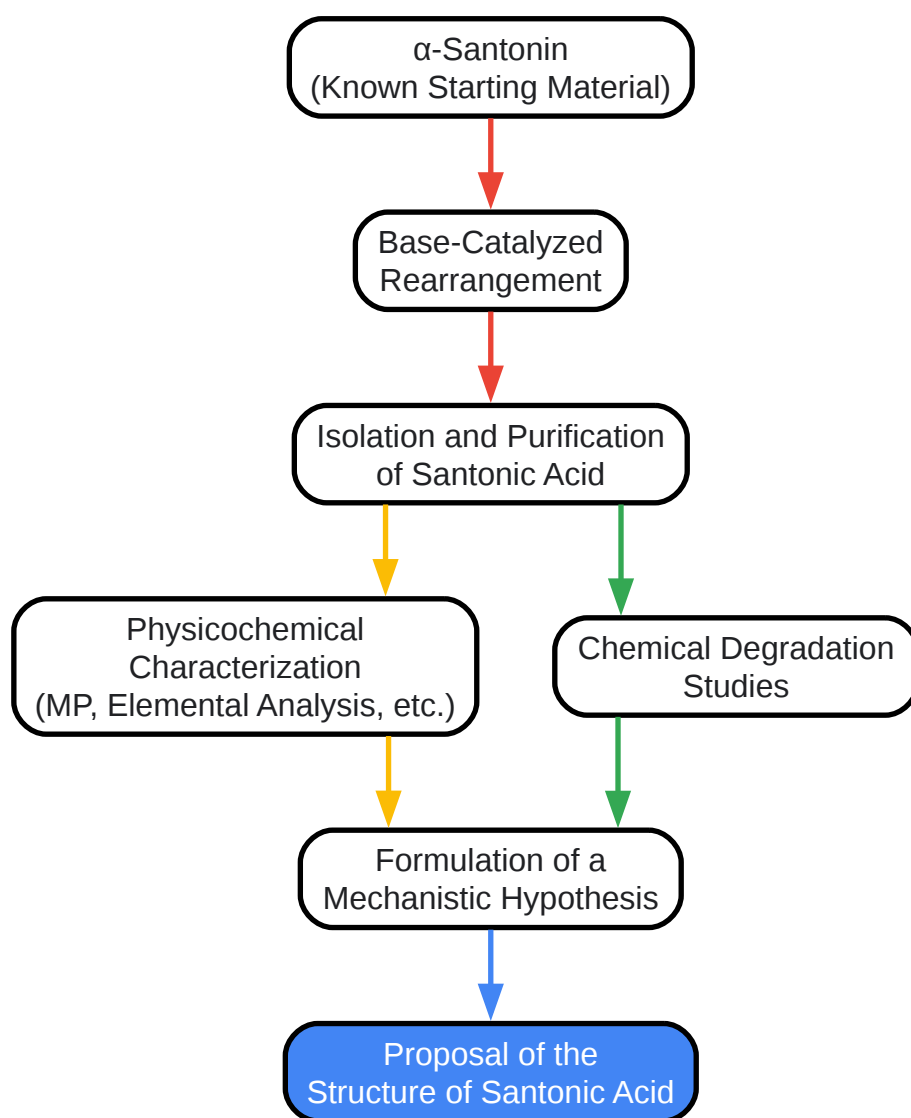 α-Santonin
(Known Starting Material)
Base-Catalyzed
Rearrangement
Isolation and Purification
of Santonic Acid
Physicochemical
Characterization
(MP, Elemental Analysis, etc.)
Chemical Degradation
Studies
Formulation of a
Mechanistic Hypothesis
Proposal of the
Structure of Santonic Acid